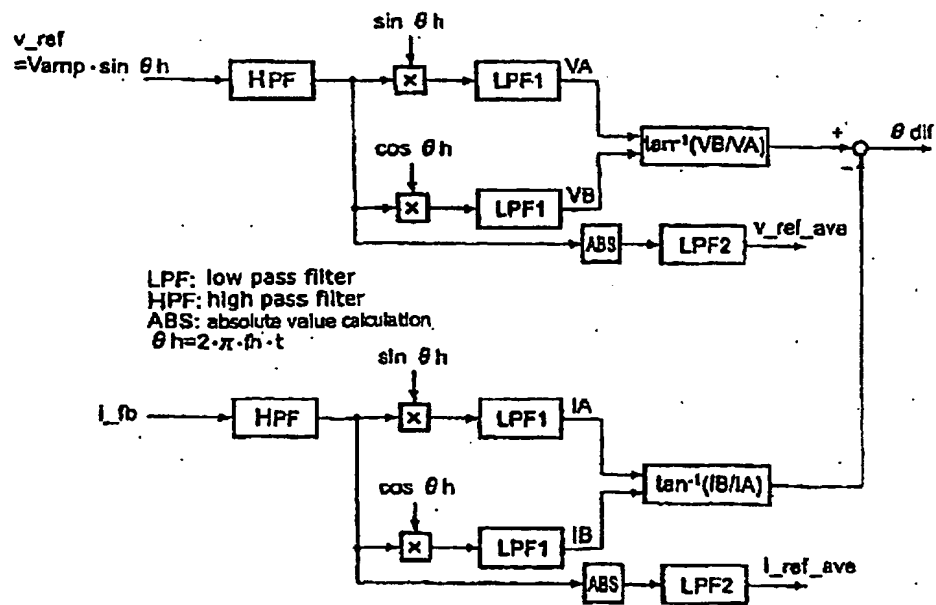 sin θh
v_ref
=Vamp·sin θh
HPF
×
LPF1
VA
tan⁻¹(VB/VA)
+
−
θ dif
cos θh
×
LPF1
VB
ABS
LPF2
v_ref_ave
LPF: low pass filter
HPF: high pass filter
ABS: absolute value calculation
θh=2·π·fh·t
sin θh
i_fb
HPF
×
LPF1
IA
tan⁻¹(IB/IA)
cos θh
×
LPF1
IB
ABS
LPF2
i_ref_ave